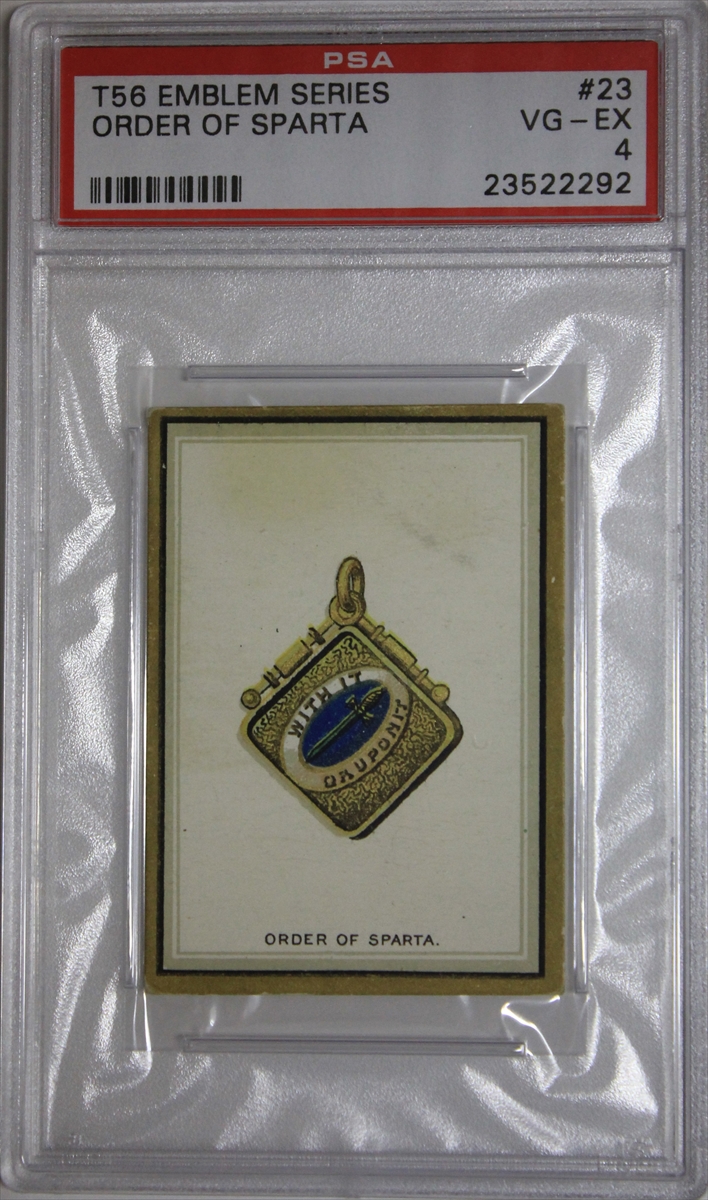 PSA
T56 EMBLEM SERIES
#23
ORDER OF SPARTA
VG-EX
4
23522292
WITH IT
OR UPON IT
ORDER OF SPARTA.